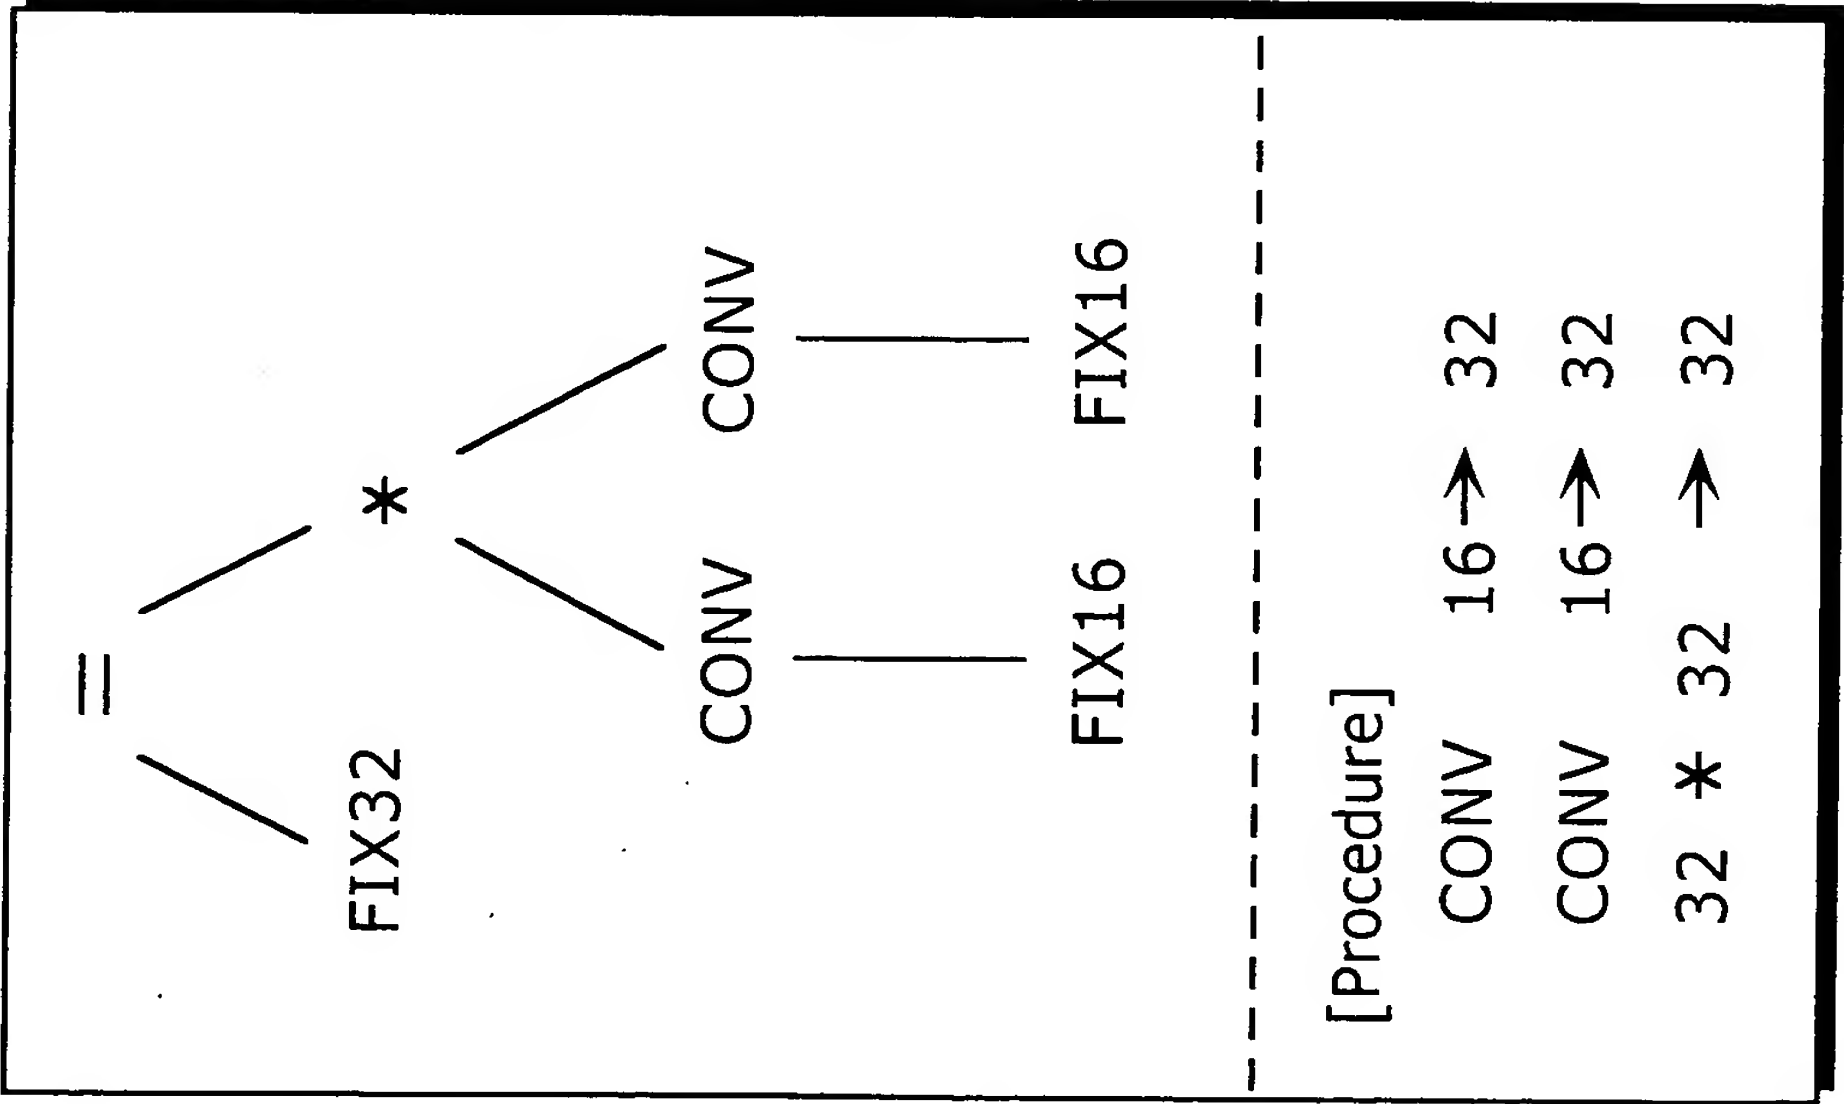 =
FIX32 *
CONV CONV
FIX16 FIX16
[Procedure]
CONV 16→ 32
CONV 16→ 32
32 * 32 → 32